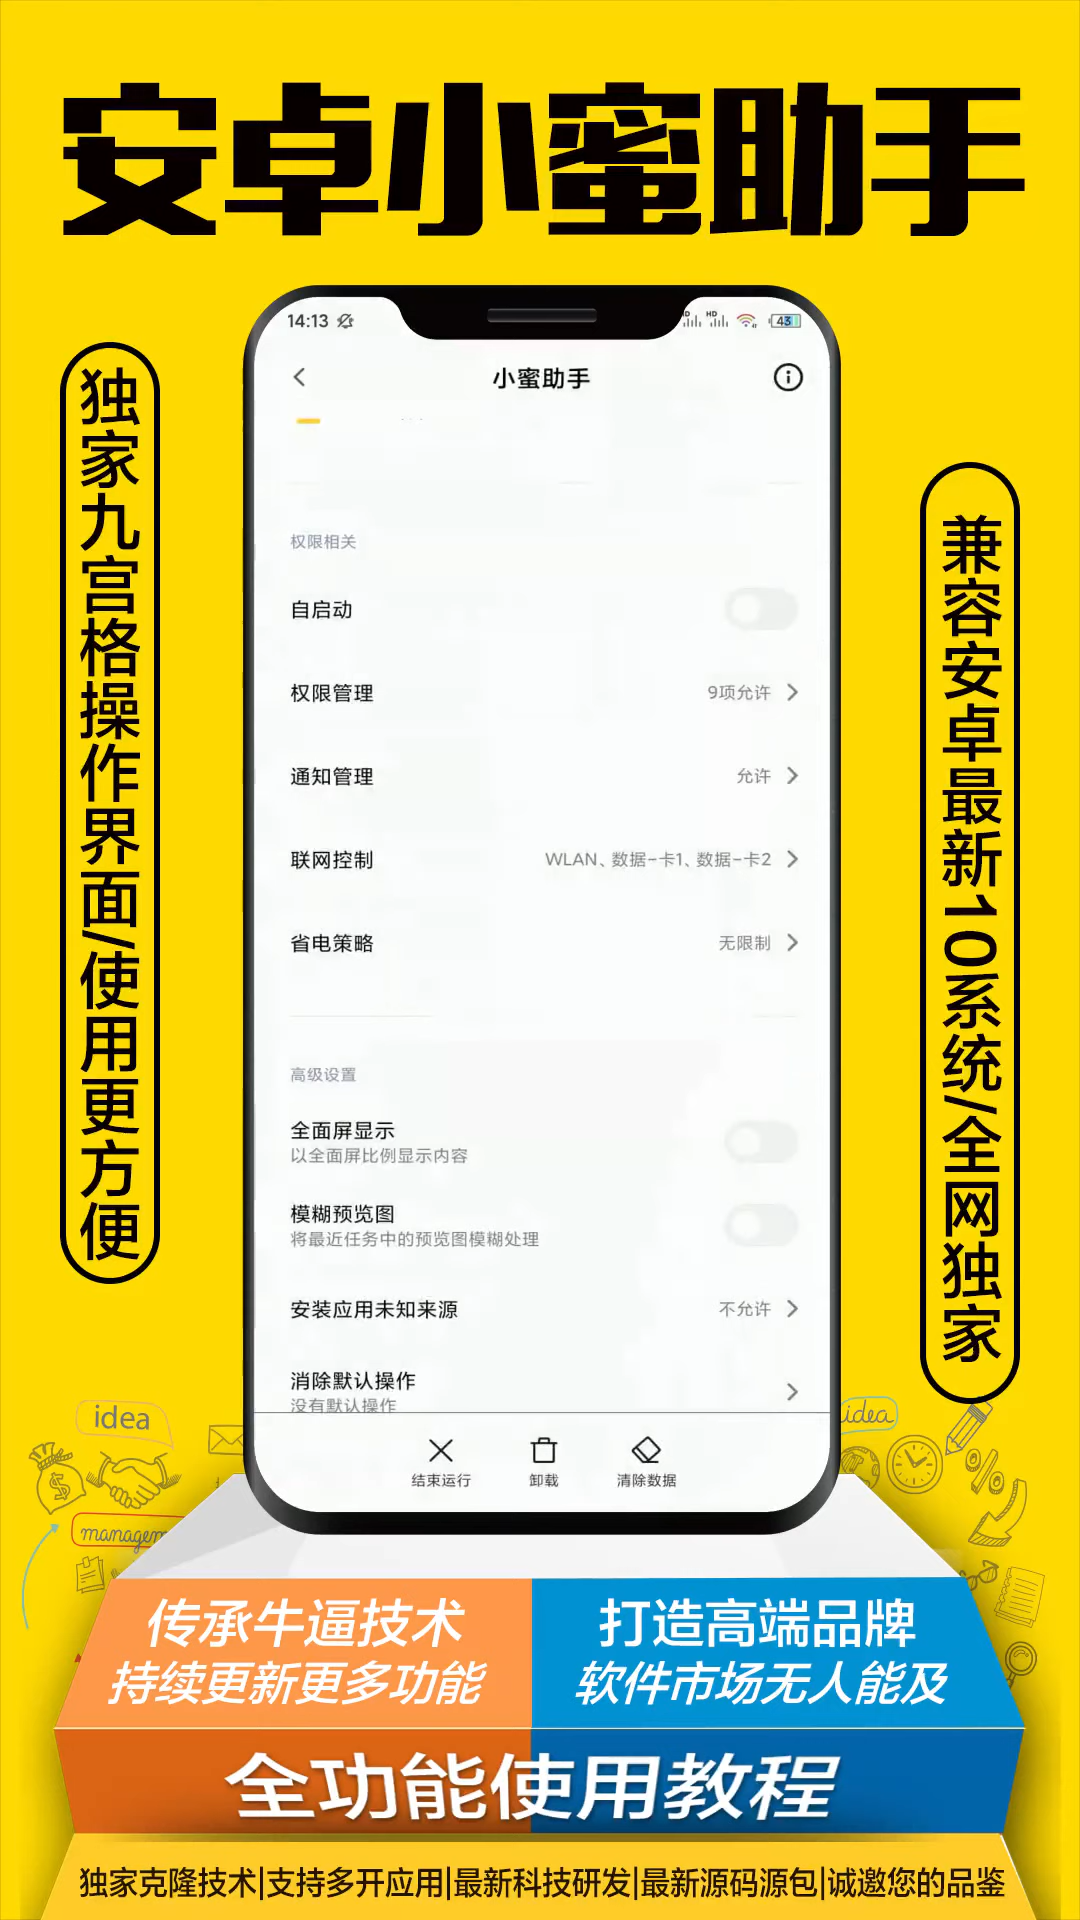 安卓小蜜助手
独家九宫格操作界面/使用更方便
兼容安卓最新10系统/全网独家
14:13
HD
43
小蜜助手
权限相关
自启动
权限管理
9项允许
通知管理
允许
联网控制
WLAN、数据-卡1、数据-卡2
省电策略
无限制
高级设置
全面屏显示
以全面屏比例显示内容
模糊预览图
将最近任务中的预览图模糊处理
安装应用未知来源
不允许
消除默认操作
没有默认操作
结束运行
卸载
清除数据
idea
idea
managem
传承牛逼技术
持续更新更多功能
打造高端品牌
软件市场无人能及
全功能使用教程
独家克隆技术|支持多开应用|最新科技研发|最新源码源包|诚邀您的品鉴